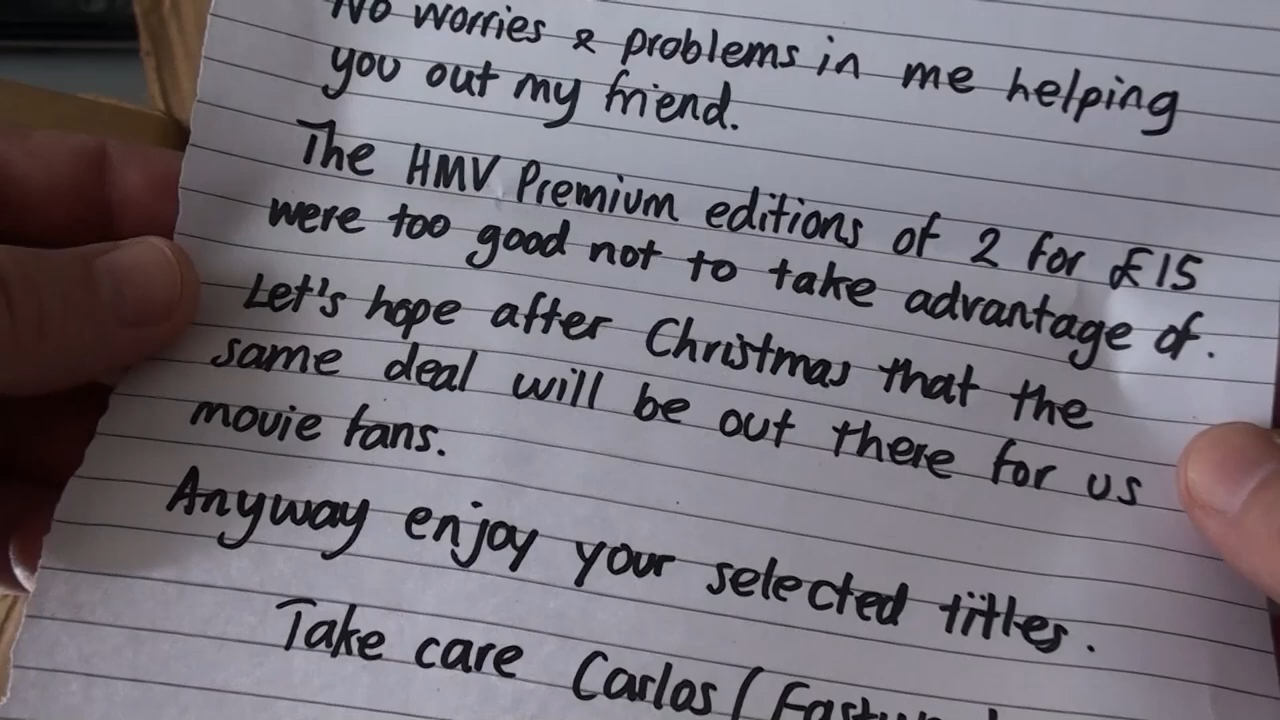 No worries & problems in me helping
you out my friend.
The HMV Premium editions of 2 for £15
were too good not to take advantage of.
Let's hope after Christmas that the
same deal will be out there for us
movie fans.
Anyway enjoy your selected titles.
Take care Carlos (